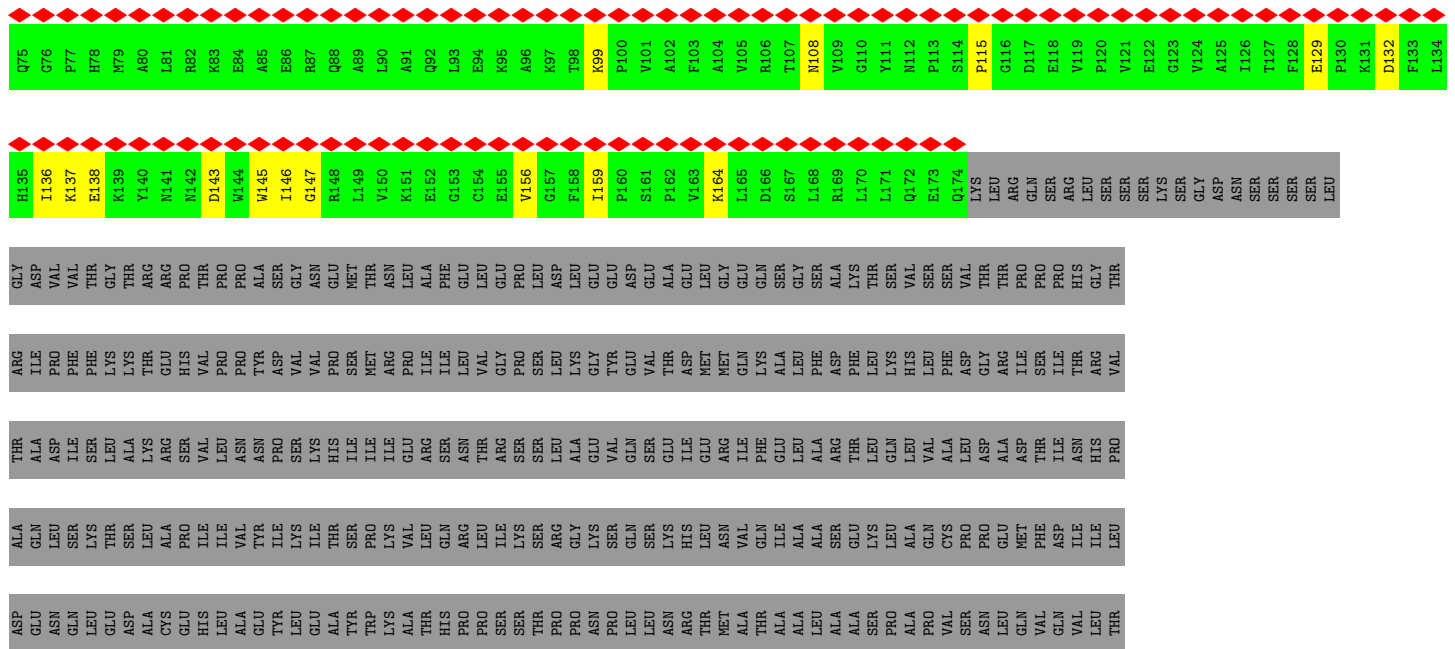 Q75 G76 P77 H78 M79 A80 L81 R82 K83 E84 A85 E86 R87 Q88 A89 L90 A91 Q92 L93 E94 K95 A96 K97 T98 K99 P100 V101 A102 F103 A104 V105 R106 T107 N108 V109 G110 Y111 N112 P113 S114 P115 G116 D117 E118 V119 P120 V121 E122 G123 V124 A125 I126 T127 F128 E129 P130 K131 D132 F133 L134
H135 I136 K137 E138 K139 Y140 N141 N142 D143 W144 W145 I146 G147 R148 L149 V150 K151 E152 G153 C154 E155 V156 G157 F158 I159 P160 S161 P162 V163 K164 L165 D166 S167 L168 R169 L170 L171 Q172 E173 Q174 LYS LEU ARG GLN SER ARG LEU SER SER SER LYS SER GLY ASP ASN SER SER SER SER LEU
GLY ASP VAL VAL THR GLY THR ARG ARG PRO THR PRO PRO ALA SER GLY ASN GLU MET THR ASN LEU ALA PHE GLU LEU GLU PRO LEU ASP LEU GLU GLU ASP GLU ALA GLU LEU GLY GLU GLN SER GLY SER ALA LYS THR SER VAL SER SER VAL THR THR PRO PRO PRO HIS GLY THR
ARG ILE PRO PHE PHE LYS LYS THR GLU HIS VAL PRO PRO TYR ASP VAL VAL PRO SER MET ARG PRO ILE ILE LEU VAL GLY PRO SER LEU LYS GLY TYR GLU VAL THR ASP MET MET GLN LYS ALA LEU PHE ASP PHE LEU LYS HIS LEU PHE ASP GLY ARG ILE SER ILE THR ARG VAL
THR ALA ASP ILE SER LEU ALA LYS ARG SER VAL LEU ASN ASN PRO SER LYS HIS ILE ILE ILE GLU ARG SER ASN THR ARG SER SER LEU ALA GLU VAL GLN SER GLU ILE GLU ARG ILE PHE GLU LEU ALA ARG THR LEU GLN LEU VAL ALA LEU ASP ALA ASP THR ILE ASN HIS PRO
ALA GLN LEU SER LYS THR SER LEU ALA PRO ILE ILE VAL TYR ILE LYS ILE THR SER PRO LYS VAL LEU GLN ARG LEU ILE LYS SER ARG GLY LYS SER GLN SER LYS HIS LEU ASN VAL GLN ILE ALA ALA SER GLU LYS LEU ALA GLN CYS PRO PRO GLU MET PHE ASP ILE ILE LEU
ASP GLU ASN GLN LEU GLU ASP ALA CYS GLU HIS LEU ALA GLU TYR LEU GLU ALA TYR TRP LYS ALA THR HIS PRO PRO SER SER THR PRO PRO ASN PRO LEU LEU ASN ARG THR MET ALA THR ALA ALA LEU ALA ALA SER PRO ALA PRO VAL SER ASN LEU GLN VAL GLN VAL LEU THR